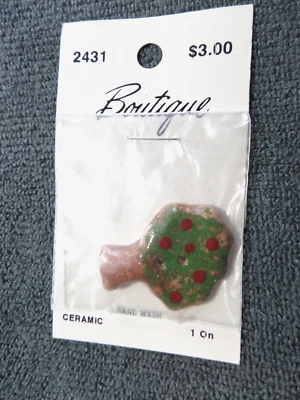 2431 $3.00
Boutique
HAND WASH
CERAMIC 1 On